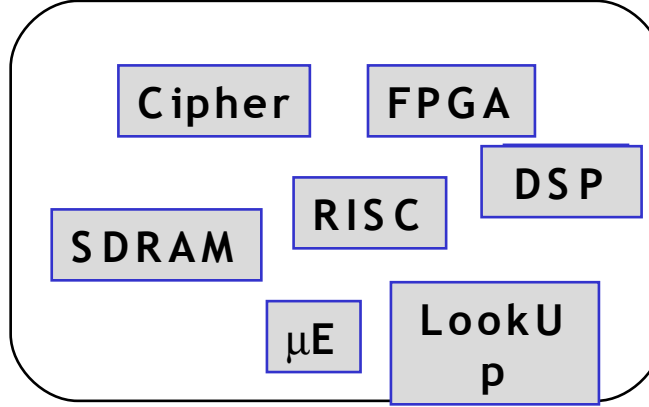 Cipher
FPGA
DSP
RISC
SDRAM
μE
LookU
p